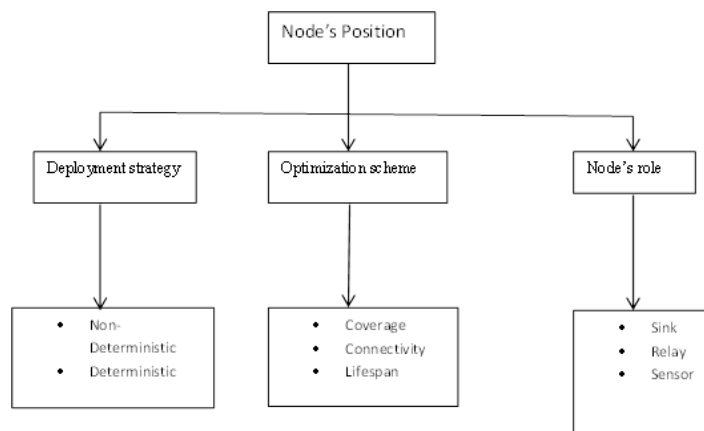 Node's Position
Deployment strategy
Optimization scheme
Node's role
• Non-
Deterministic
• Deterministic
• Coverage
• Connectivity
• Lifespan
• Sink
• Relay
• Sensor